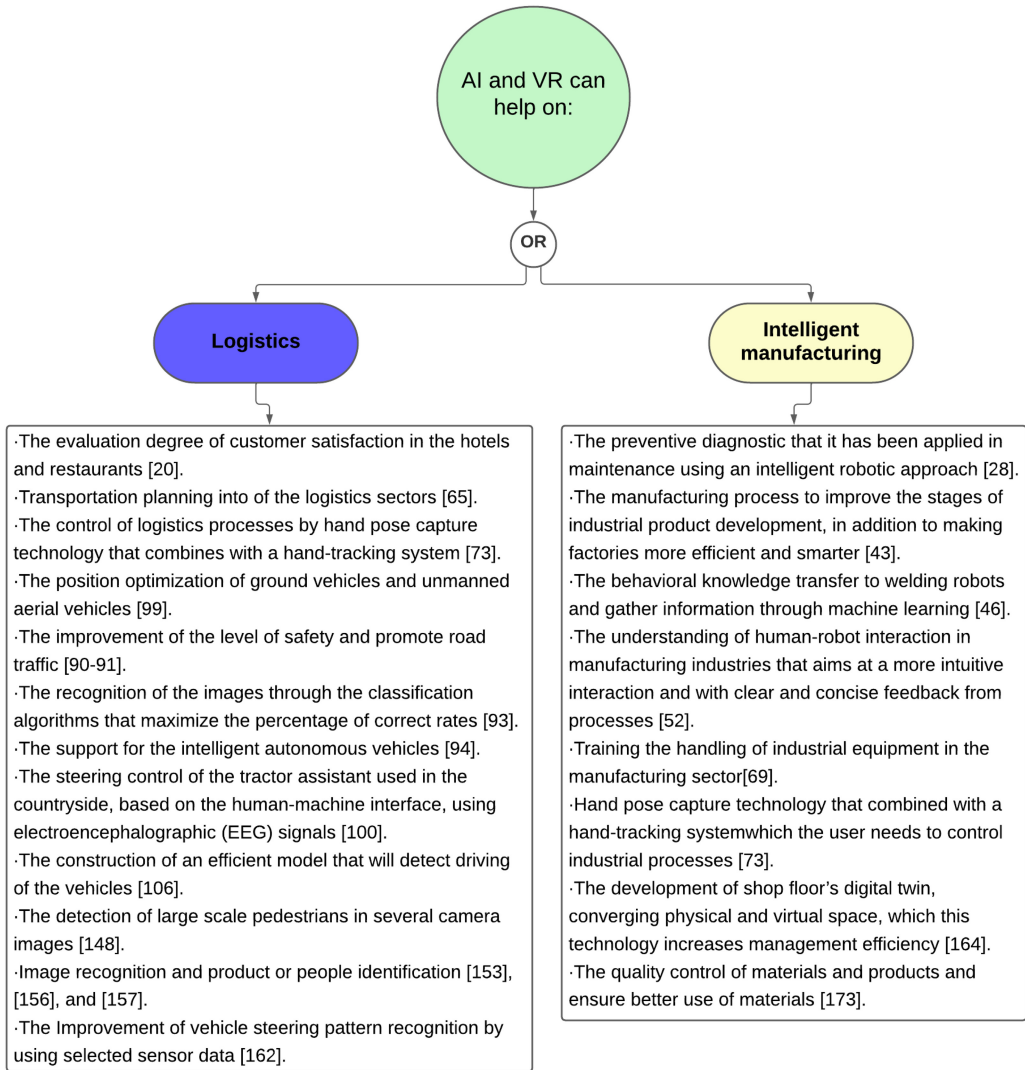 AI and VR can
help on:
OR
Logistics
Intelligent
manufacturing
·The evaluation degree of customer satisfaction in the hotels
and restaurants [20].
·Transportation planning into of the logistics sectors [65].
·The control of logistics processes by hand pose capture
technology that combines with a hand-tracking system [73].
·The position optimization of ground vehicles and unmanned
aerial vehicles [99].
·The improvement of the level of safety and promote road
traffic [90-91].
·The recognition of the images through the classification
algorithms that maximize the percentage of correct rates [93].
·The support for the intelligent autonomous vehicles [94].
·The steering control of the tractor assistant used in the
countryside, based on the human-machine interface, using
electroencephalographic (EEG) signals [100].
·The construction of an efficient model that will detect driving
of the vehicles [106].
·The detection of large scale pedestrians in several camera
images [148].
·Image recognition and product or people identification [153],
[156], and [157].
·The Improvement of vehicle steering pattern recognition by
using selected sensor data [162].
·The preventive diagnostic that it has been applied in
maintenance using an intelligent robotic approach [28].
·The manufacturing process to improve the stages of
industrial product development, in addition to making
factories more efficient and smarter [43].
·The behavioral knowledge transfer to welding robots
and gather information through machine learning [46].
·The understanding of human-robot interaction in
manufacturing industries that aims at a more intuitive
interaction and with clear and concise feedback from
processes [52].
·Training the handling of industrial equipment in the
manufacturing sector[69].
·Hand pose capture technology that combined with a
hand-tracking systemwhich the user needs to control
industrial processes [73].
·The development of shop floor’s digital twin,
converging physical and virtual space, which this
technology increases management efficiency [164].
·The quality control of materials and products and
ensure better use of materials [173].